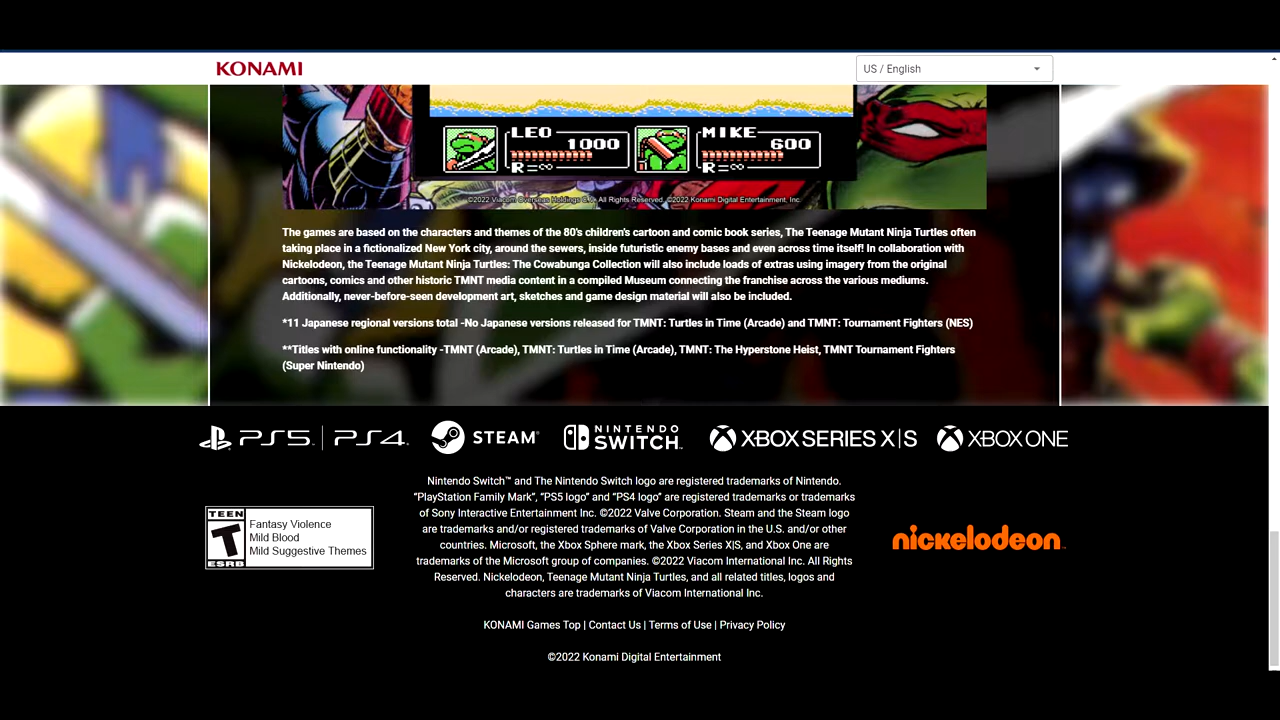 KONAMI
US / English
LEO
1000
R=∞
MIKE
600
R=∞
©2022 Viacom Overseas Holdings C.V. All Rights Reserved. ©2022 Konami Digital Entertainment, Inc.
The games are based on the characters and themes of the 80's children's cartoon and comic book series, The Teenage Mutant Ninja Turtles often
taking place in a fictionalized New York city, around the sewers, inside futuristic enemy bases and even across time itself! In collaboration with
Nickelodeon, the Teenage Mutant Ninja Turtles: The Cowabunga Collection will also include loads of extras using imagery from the original
cartoons, comics and other historic TMNT media content in a compiled Museum connecting the franchise across the various mediums.
Additionally, never-before-seen development art, sketches and game design material will also be included.
*11 Japanese regional versions total -No Japanese versions released for TMNT: Turtles in Time (Arcade) and TMNT: Tournament Fighters (NES)
**Titles with online functionality -TMNT (Arcade), TMNT: Turtles in Time (Arcade), TMNT: The Hyperstone Heist, TMNT Tournament Fighters
(Super Nintendo)
PS5 | PS4
STEAM®
NINTENDO
SWITCH™
XBOX SERIES X|S
XBOX ONE
Nintendo Switch™ and The Nintendo Switch logo are registered trademarks of Nintendo.
“PlayStation Family Mark”, “PS5 logo” and “PS4 logo” are registered trademarks or trademarks
of Sony Interactive Entertainment Inc. ©2022 Valve Corporation. Steam and the Steam logo
are trademarks and/or registered trademarks of Valve Corporation in the U.S. and/or other
countries. Microsoft, the Xbox Sphere mark, the Xbox Series X|S, and Xbox One are
trademarks of the Microsoft group of companies. ©2022 Viacom International Inc. All Rights
Reserved. Nickelodeon, Teenage Mutant Ninja Turtles, and all related titles, logos and
characters are trademarks of Viacom International Inc.
TEEN
T
ESRB
Fantasy Violence
Mild Blood
Mild Suggestive Themes
nickelodeon
KONAMI Games Top | Contact Us | Terms of Use | Privacy Policy
©2022 Konami Digital Entertainment